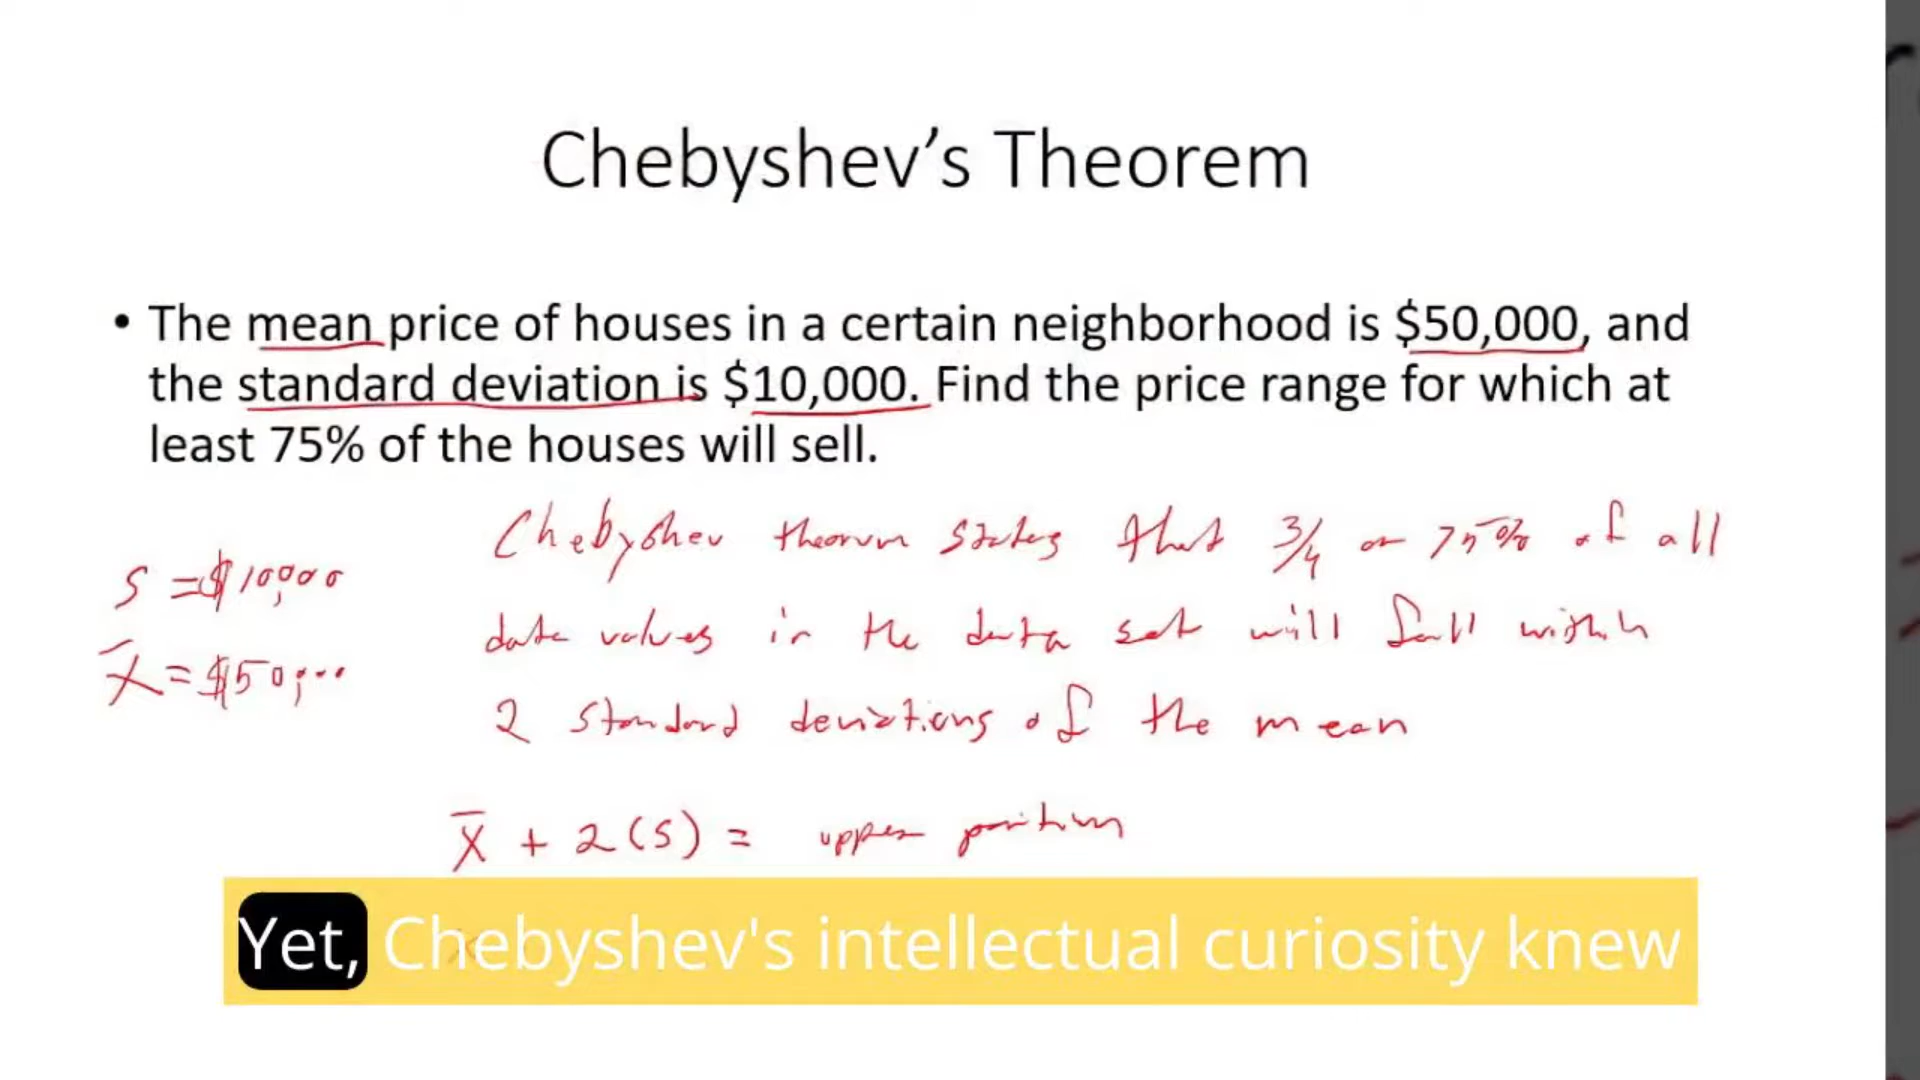 Chebyshev’s Theorem
• The mean price of houses in a certain neighborhood is $50,000, and
the standard deviation is $10,000. Find the price range for which at
least 75% of the houses will sell.
Chebyshev theorum states that 3/4 or 75% of all
data values in the data set will fall within
2 standard deviations of the mean
s = $10,000
x̄ = $50,000
x̄ + 2(s) = upper
Yet, Chebyshev's intellectual curiosity knew